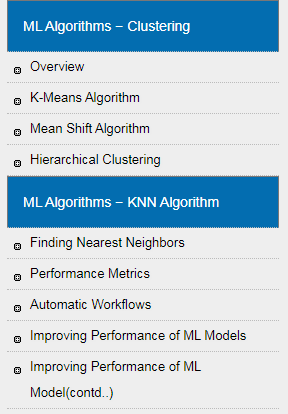 ML Algorithms – Clustering
Overview
K-Means Algorithm
Mean Shift Algorithm
Hierarchical Clustering
ML Algorithms – KNN Algorithm
Finding Nearest Neighbors
Performance Metrics
Automatic Workflows
Improving Performance of ML Models
Improving Performance of ML
Model(contd..)